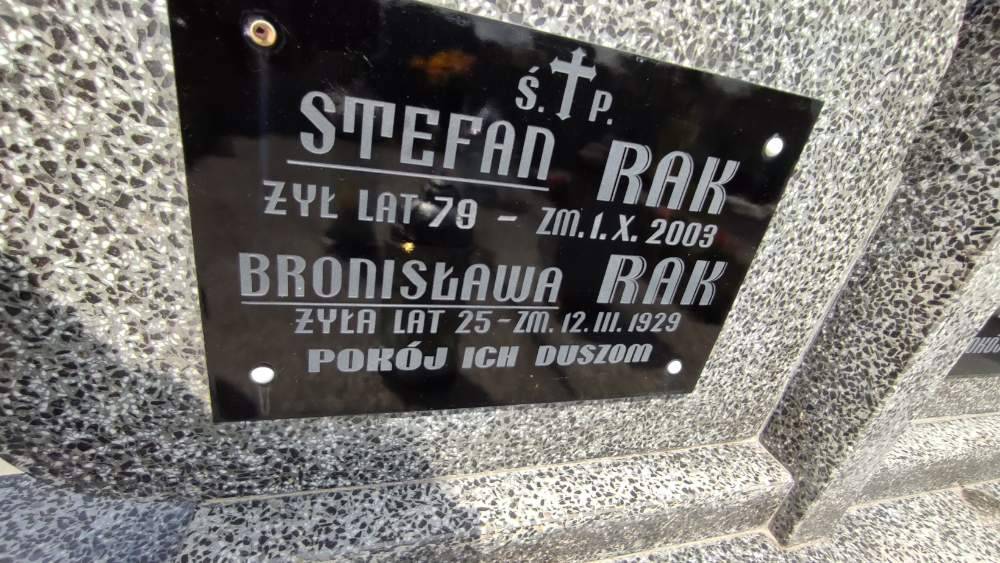 Ś. P.
STEFAN RAK
ŻYŁ LAT 79 - ZM. 1. X. 2003
BRONISŁAWA RAK
ŻYŁA LAT 25 - ZM. 12. III. 1929
POKÓJ ICH DUSZOM